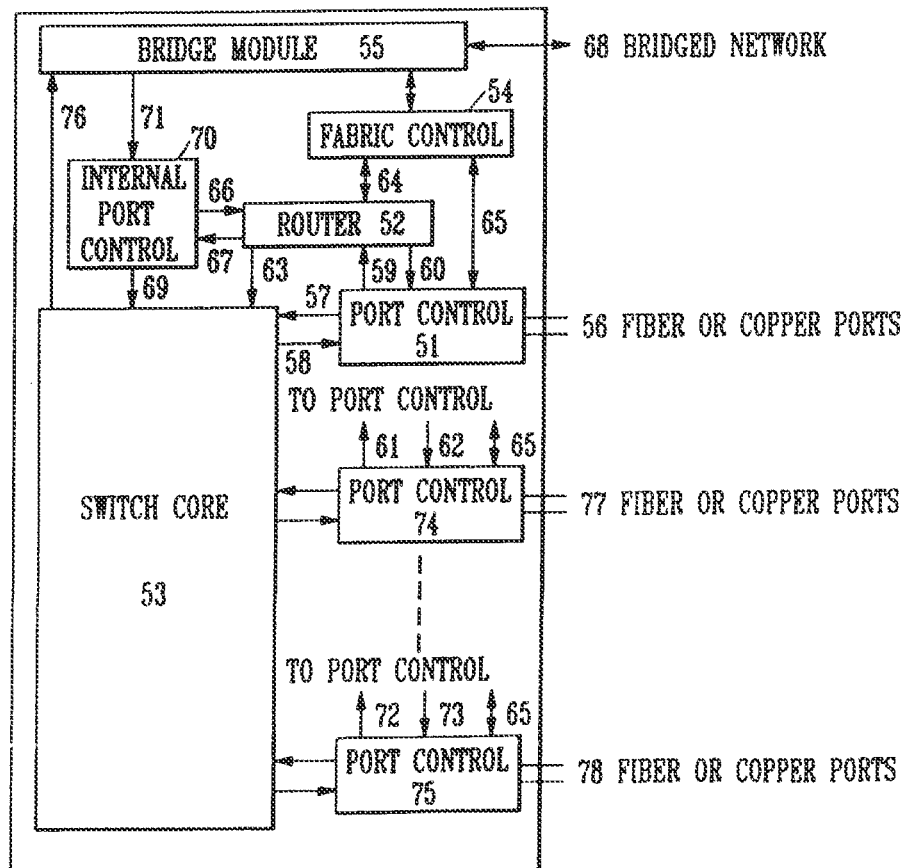 BRIDGE MODULE 55
68 BRIDGED NETWORK
76
71
54
FABRIC CONTROL
70
INTERNAL
PORT
CONTROL
66
67
64
65
ROUTER 52
69
63
59
60
57
58
PORT CONTROL
51
56 FIBER OR COPPER PORTS
TO PORT CONTROL
61
62
65
PORT CONTROL
74
77 FIBER OR COPPER PORTS
SWITCH CORE
53
TO PORT CONTROL
72
73
65
PORT CONTROL
75
78 FIBER OR COPPER PORTS